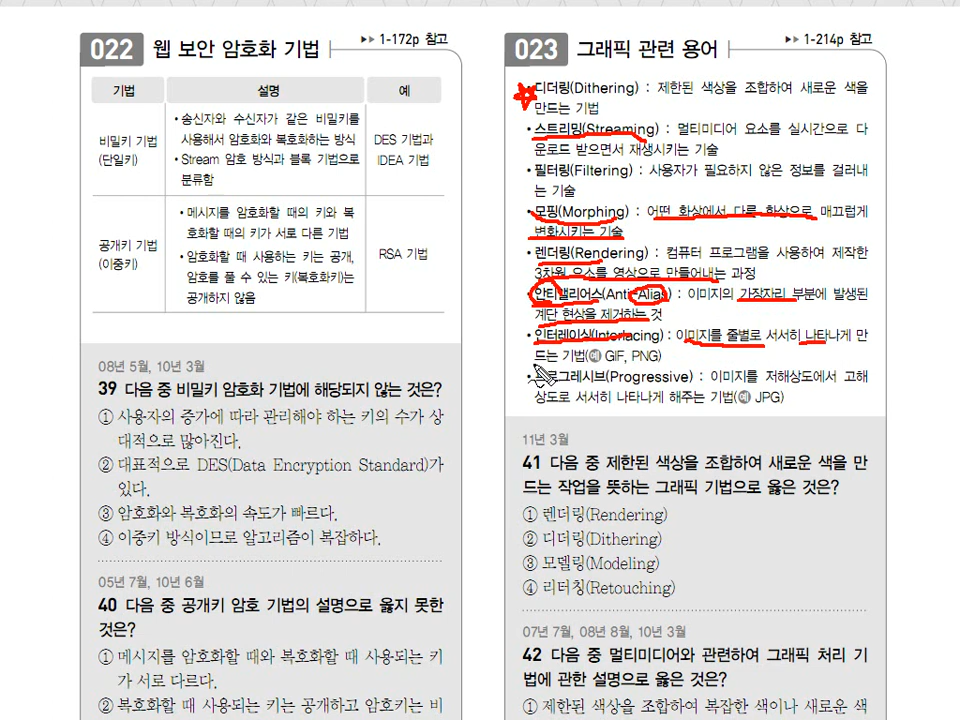 022 웹 보안 암호화 기법 ▶▶ 1-172p 참고
기법 설명 예
비밀키 기법
(단일키)
• 송신자와 수신자가 같은 비밀키를
사용해서 암호화와 복호화하는 방식
• Stream 암호 방식과 블록 기법으로
분류함
DES 기법과
IDEA 기법
공개키 기법
(이중키)
• 메시지를 암호화할 때의 키와 복
호화할 때의 키가 서로 다른 기법
• 암호화할 때 사용하는 키는 공개,
암호를 풀 수 있는 키(복호화키)는
공개하지 않음
RSA 기법
08년 5월, 10년 3월
39 다음 중 비밀키 암호화 기법에 해당되지 않는 것은?
① 사용자의 증가에 따라 관리해야 하는 키의 수가 상
대적으로 많아진다.
② 대표적으로 DES(Data Encryption Standard)가
있다.
③ 암호화와 복호화의 속도가 빠르다.
④ 이중키 방식이므로 알고리즘이 복잡하다.
05년 7월, 10년 6월
40 다음 중 공개키 암호 기법의 설명으로 옳지 못한
것은?
① 메시지를 암호화할 때와 복호화할 때 사용되는 키
가 서로 다르다.
② 복호화할 때 사용되는 키는 공개하고 암호키는 비
023 그래픽 관련 용어 ▶▶ 1-214p 참고
• 디더링(Dithering) : 제한된 색상을 조합하여 새로운 색을
만드는 기법
• 스트리밍(Streaming) : 멀티미디어 요소를 실시간으로 다
운로드 받으면서 재생시키는 기술
• 필터링(Filtering) : 사용자가 필요하지 않은 정보를 걸러내
는 기술
• 모핑(Morphing) : 어떤 화상에서 다른 화상으로 매끄럽게
변화시키는 기술
• 렌더링(Rendering) : 컴퓨터 프로그램을 사용하여 제작한
3차원 요소를 영상으로 만들어내는 과정
• 안티앨리어스(Anti-Alias) : 이미지의 가장자리 부분에 발생된
계단 현상을 제거하는 것
• 인터레이싱(Interlacing) : 이미지를 줄별로 서서히 나타나게 만
드는 기법(예 GIF, PNG)
• 프로그레시브(Progressive) : 이미지를 저해상도에서 고해
상도로 서서히 나타나게 해주는 기법(예 JPG)
11년 3월
41 다음 중 제한된 색상을 조합하여 새로운 색을 만
드는 작업을 뜻하는 그래픽 기법으로 옳은 것은?
① 렌더링(Rendering)
② 디더링(Dithering)
③ 모델링(Modeling)
④ 리터칭(Retouching)
07년 7월, 08년 8월, 10년 3월
42 다음 중 멀티미디어와 관련하여 그래픽 처리 기
법에 관한 설명으로 옳은 것은?
① 제한된 색상을 조합하여 복잡한 색이나 새로운 색